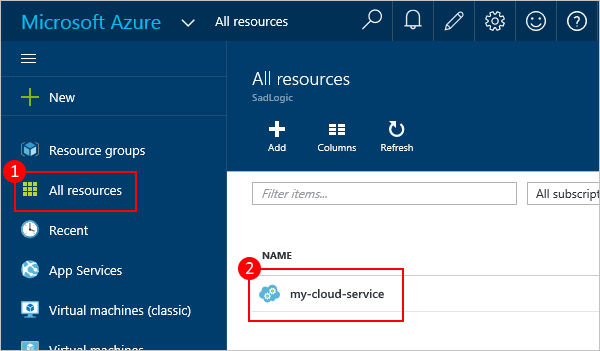 Microsoft Azure All resources
New
All resources
SadLogic
Add Columns Refresh
Resource groups
1
All resources
Filter items... All subscript
Recent
NAME
2
App Services
my-cloud-service
Virtual machines (classic)
Virtual machines